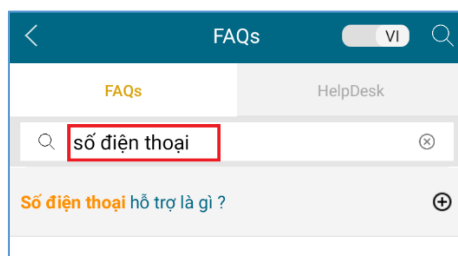 FAQs
VI
FAQs
HelpDesk
số điện thoại
Số điện thoại hỗ trợ là gì ?